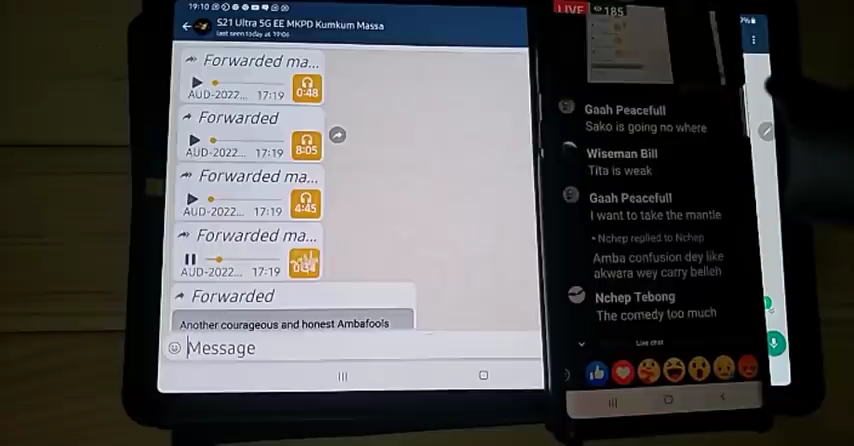 19:10
S21 Ultra 5G EE MKPD Kumkum Massa
last seen today at 19:06
Forwarded ma...
AUD-2022... 17:19 0:48
Forwarded
AUD-2022... 17:19 8:05
Forwarded ma...
AUD-2022... 17:19 4:45
Forwarded ma...
AUD-2022... 17:19
Forwarded
Another courageous and honest Ambafools
Message
LIVE 185
Gaah Peacefull
Sako is going no where
Wiseman Bill
Tita is weak
Gaah Peacefull
I want to take the mantle
• Nchep replied to Nchep
Amba confusion dey like
akwara wey carry belleh
Nchep Tebong
The comedy too much
Live chat